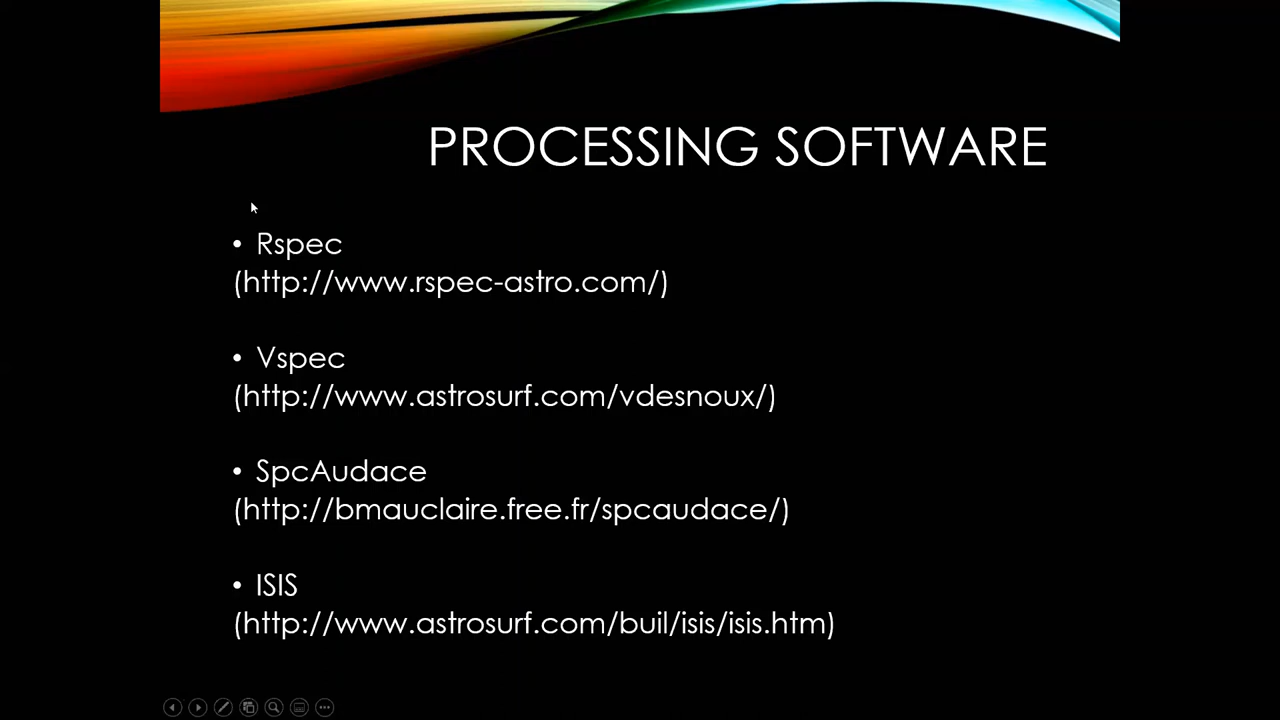 PROCESSING SOFTWARE
• Rspec
(http://www.rspec-astro.com/)
• Vspec
(http://www.astrosurf.com/vdesnoux/)
• SpcAudace
(http://bmauclaire.free.fr/spcaudace/)
• ISIS
(http://www.astrosurf.com/buil/isis/isis.htm)